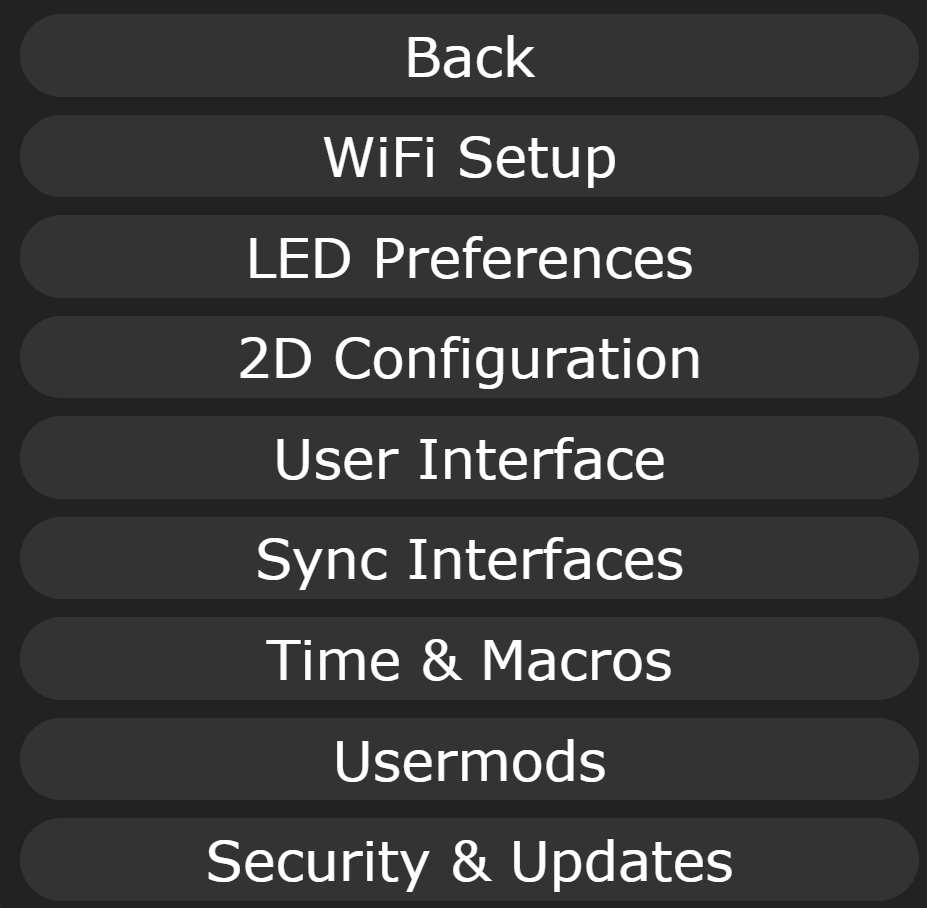 Back
WiFi Setup
LED Preferences
2D Configuration
User Interface
Sync Interfaces
Time & Macros
Usermods
Security & Updates